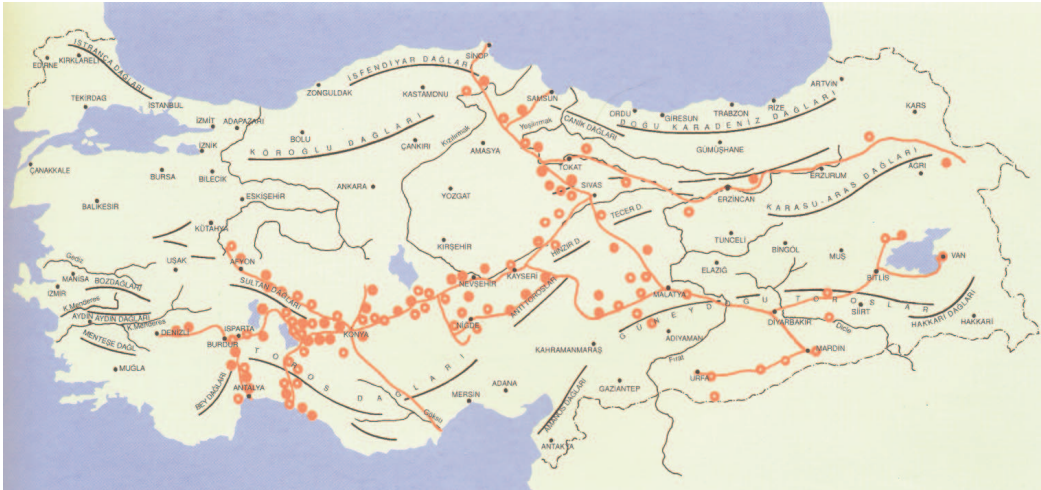 SİNOP
İSTRANCA DAĞLARI
EDİRNE
KIRKLARELİ
İSFENDİYAR DAĞLARI
ARTVİN
ZONGULDAK
KASTAMONU
SAMSUN
TEKİRDAĞ
İSTANBUL
RİZE
KARS
ORDU
TRABZON
GİRESUN
DOĞU KARADENİZ DAĞLARI
İZMİT
ADAPAZARI
Yeşilırmak
CANİK DAĞLARI
BOLU
KÖROĞLU DAĞLARI
ÇANKIRI
Kızılırmak
AMASYA
GÜMÜŞHANE
İZNİK
ÇANAKKALE
BURSA
BİLECİK
TOKAT
ERZURUM
AĞRI
ANKARA
YOZGAT
SİVAS
ERZİNCAN
KARASU-ARAS DAĞLARI
BALIKESİR
ESKİŞEHİR
KÜTAHYA
TECER D.
TUNCELİ
BİNGÖL
MUŞ
KIRŞEHİR
HINZIR D.
VAN
Gediz
UŞAK
AFYON
MANİSA
BOZDAĞLARI
SULTAN DAĞLARI
NEVŞEHİR
KAYSERİ
ELAZIĞ
BİTLİS
İZMİR
K.Menderes
ANTİTOROSLAR
MALATYA
GÜNEYDOĞU TOROSLAR
SİİRT
HAKKARİ DAĞLARI
HAKKARİ
AYDIN
AYDIN DAĞLARI
K.Menderes
DENİZLİ
ISPARTA
BURDUR
KONYA
NİĞDE
DİYARBAKIR
Dicle
MENTEŞE DAĞL.
ADIYAMAN
KAHRAMANMARAŞ
MARDİN
Fırat
MUĞLA
TOROS DAĞLARI
BEY DAĞLARI
ANTALYA
URFA
ADANA
MERSİN
GAZİANTEP
AMANOS DAĞLARI
Göksu
ANTAKYA